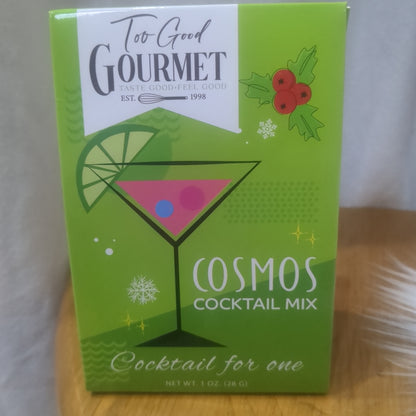 Too Good
GOURMET
TASTE GOOD•FEEL GOOD
EST. 1998
COSMOS
COCKTAIL MIX
Cocktail for one
NET WT. 1 OZ. (28 G)